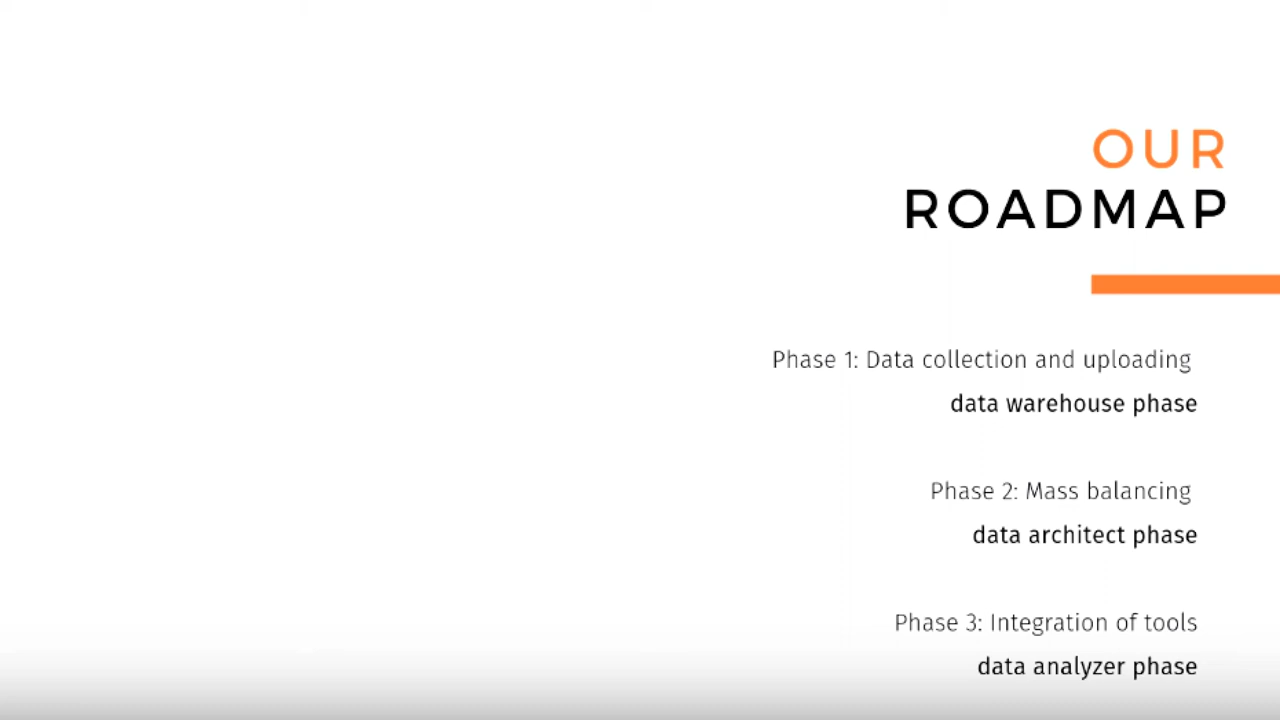 OUR
ROADMAP
Phase 1: Data collection and uploading
data warehouse phase
Phase 2: Mass balancing
data architect phase
Phase 3: Integration of tools
data analyzer phase